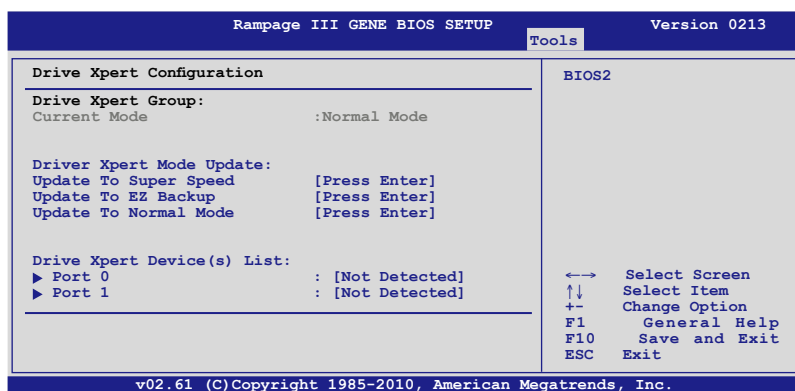 Rampage III GENE BIOS SETUP Version 0213
Tools
Drive Xpert Configuration
Drive Xpert Group:
Current Mode :Normal Mode
Driver Xpert Mode Update:
Update To Super Speed [Press Enter]
Update To EZ Backup [Press Enter]
Update To Normal Mode [Press Enter]
Drive Xpert Device(s) List:
▶ Port 0 : [Not Detected]
▶ Port 1 : [Not Detected]
BIOS2
←→ Select Screen
↑↓ Select Item
+- Change Option
F1 General Help
F10 Save and Exit
ESC Exit
v02.61 (C)Copyright 1985-2010, American Megatrends, Inc.